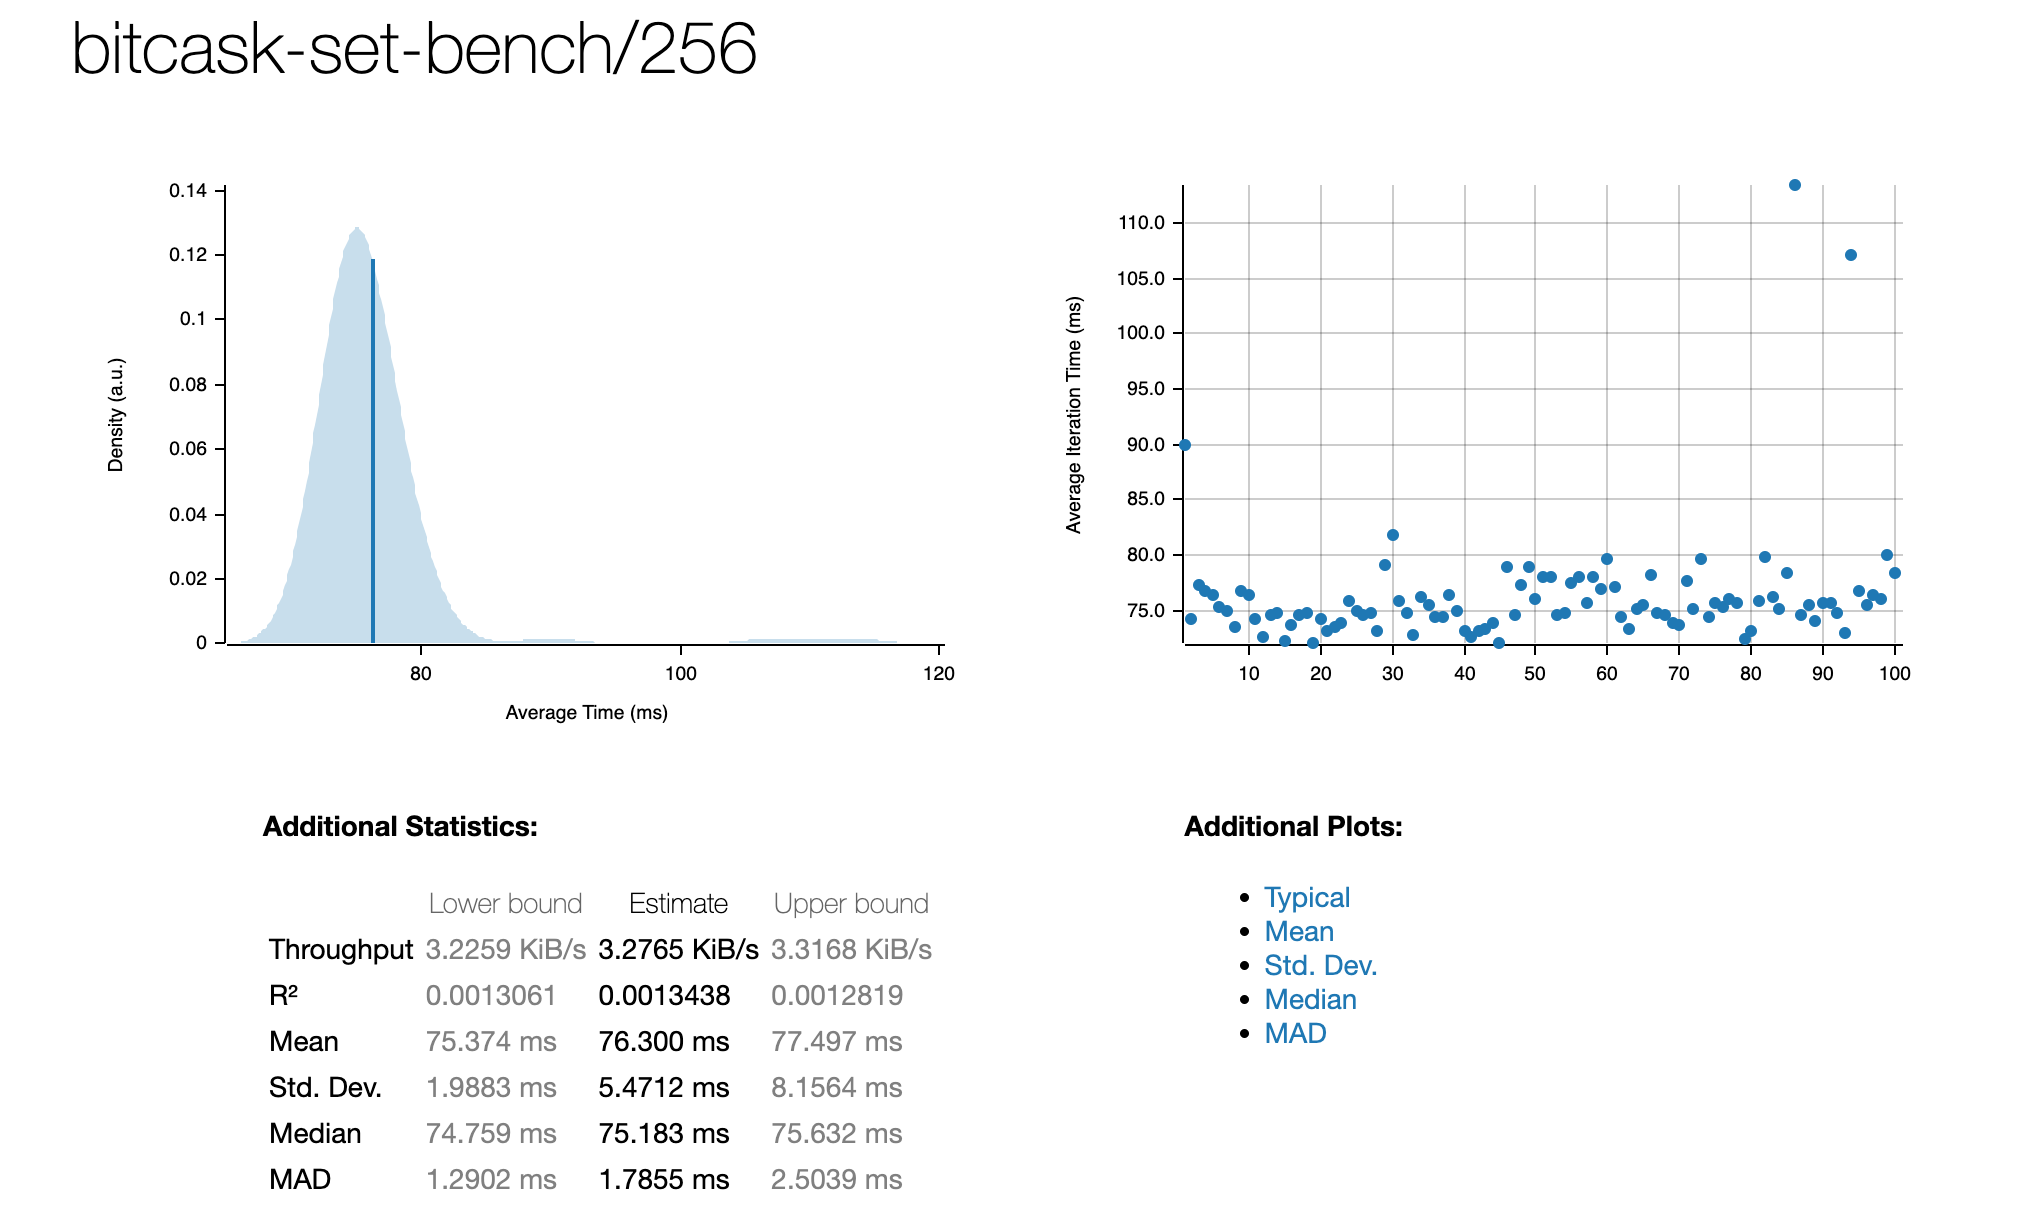 bitcask-set-bench/256
0.14
0.12
0.1
0.08
0.06
0.04
0.02
0
Density (a.u.)
80 100 120
Average Time (ms)
110.0
105.0
100.0
95.0
90.0
85.0
80.0
75.0
Average Iteration Time (ms)
10 20 30 40 50 60 70 80 90 100
Additional Statistics:
Lower bound Estimate Upper bound
Throughput 3.2259 KiB/s 3.2765 KiB/s 3.3168 KiB/s
R² 0.0013061 0.0013438 0.0012819
Mean 75.374 ms 76.300 ms 77.497 ms
Std. Dev. 1.9883 ms 5.4712 ms 8.1564 ms
Median 74.759 ms 75.183 ms 75.632 ms
MAD 1.2902 ms 1.7855 ms 2.5039 ms
Additional Plots:
Typical
Mean
Std. Dev.
Median
MAD